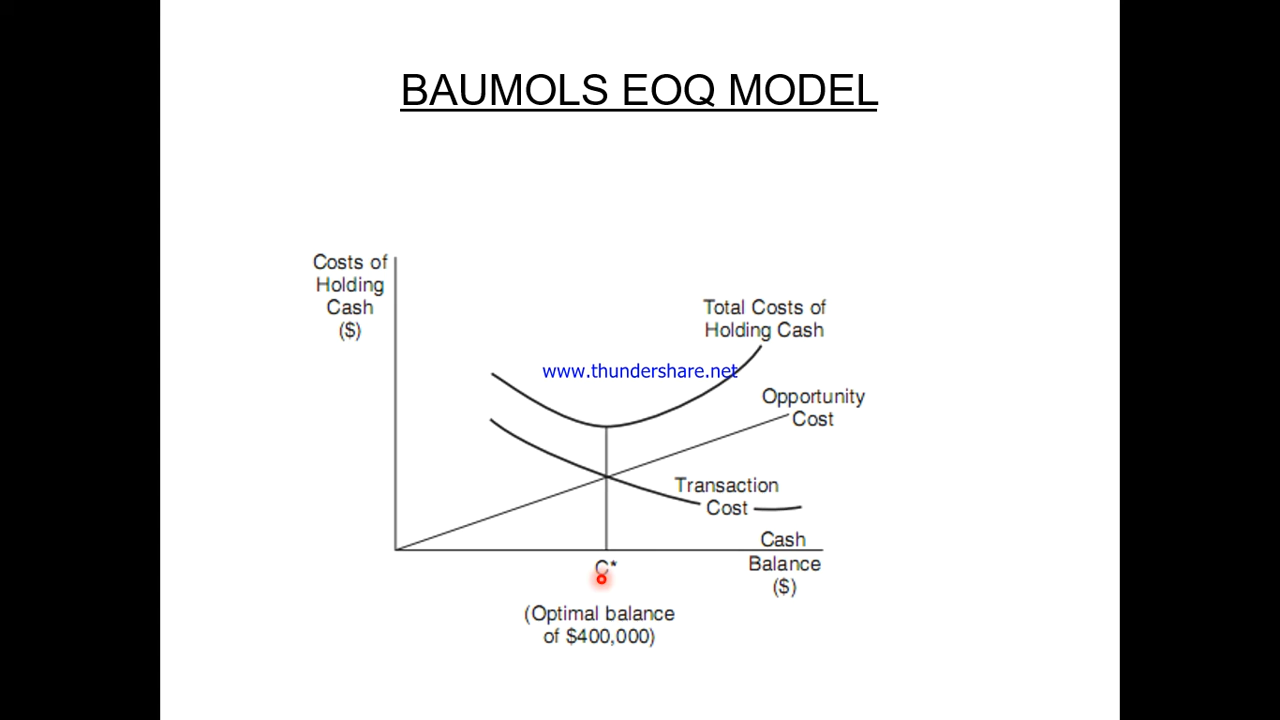 BAUMOLS EOQ MODEL
Costs of
Holding
Cash
($)
Total Costs of
Holding Cash
www.thundershare.net
Opportunity
Cost
Transaction
Cost
Cash
Balance
($)
C*
(Optimal balance
of $400,000)